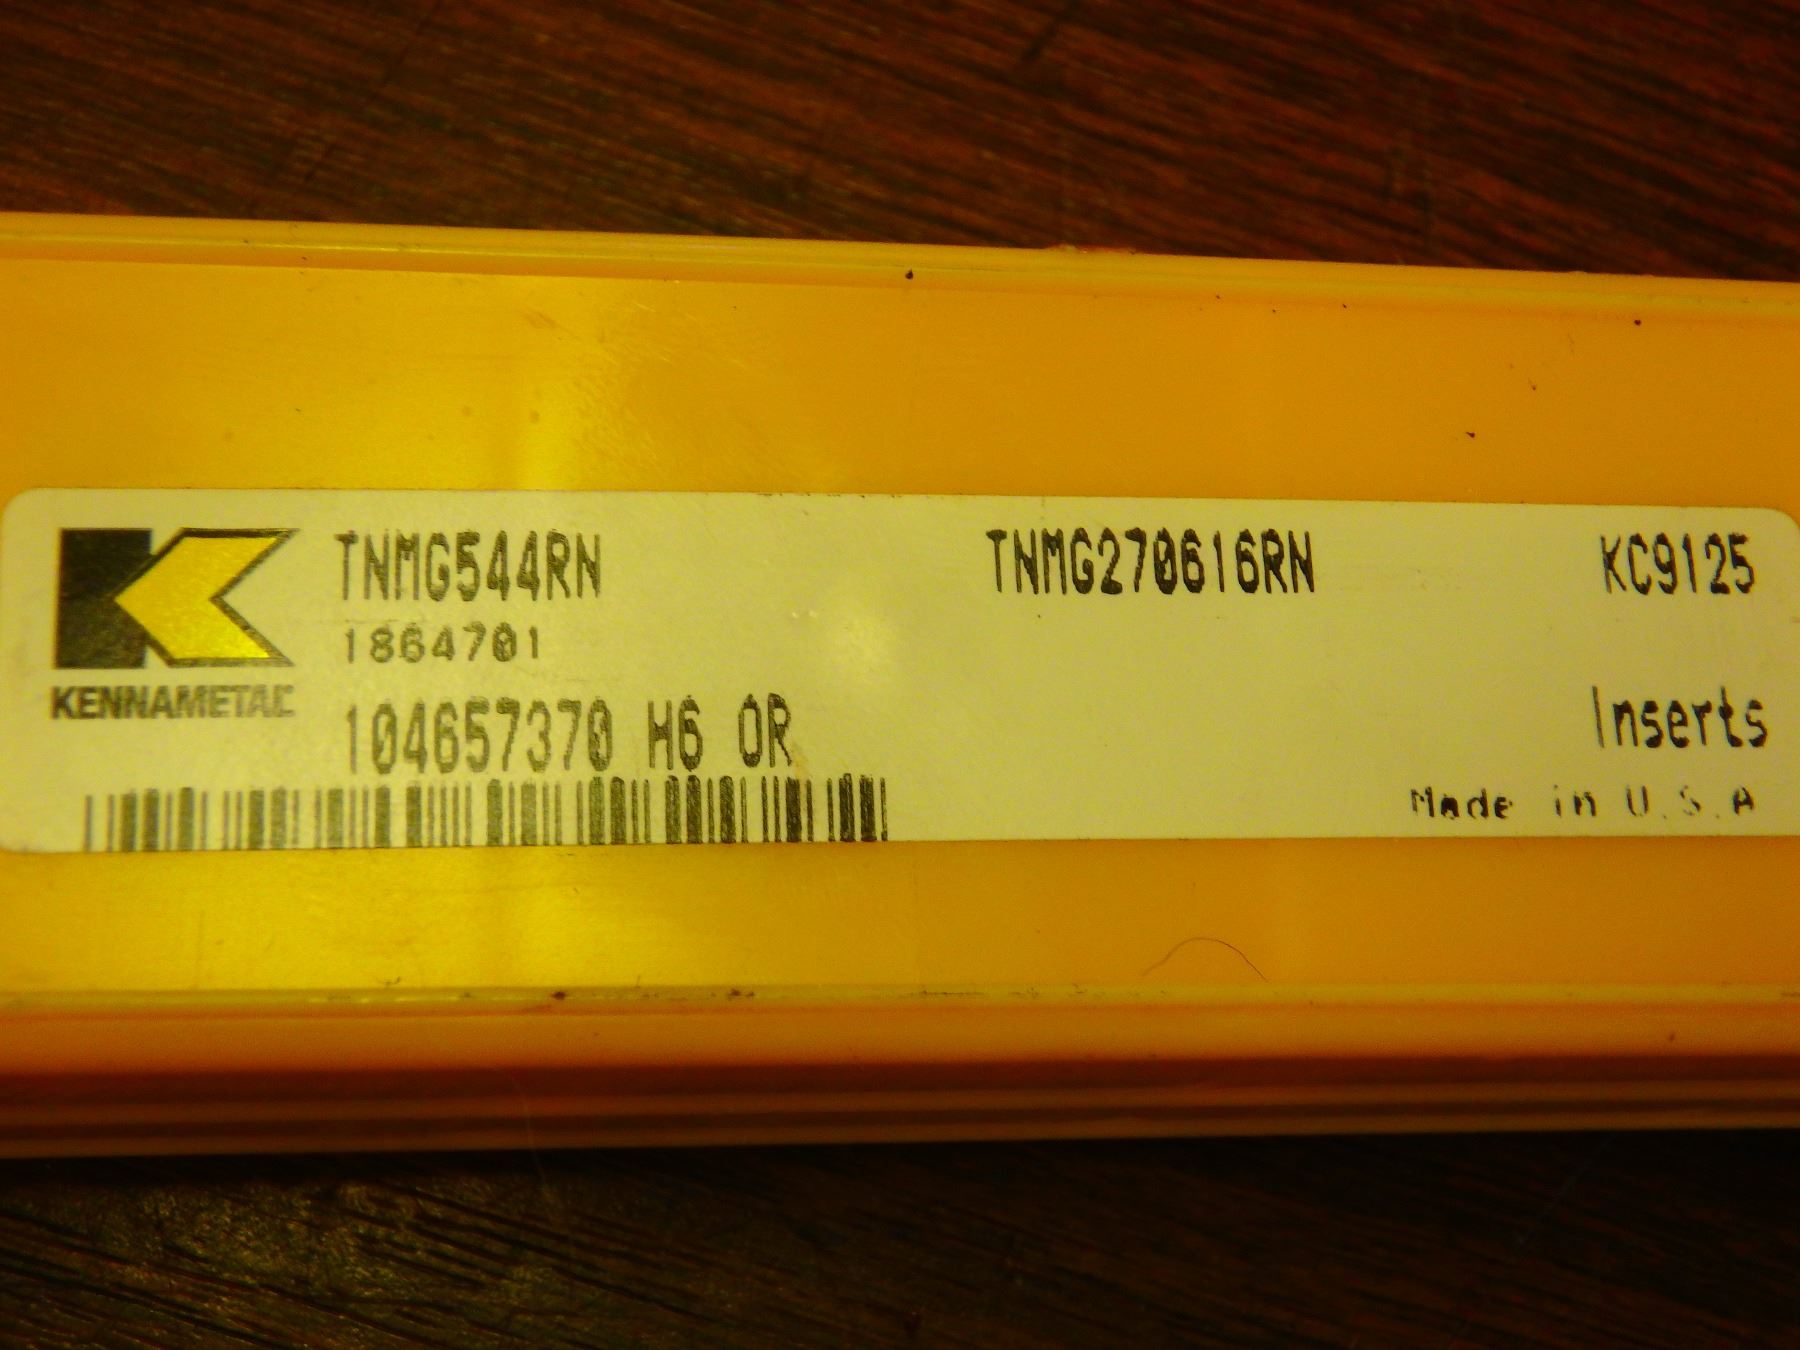 TNMG544RN TNMG270616RN KC9125
1864701
KENNAMETAL
104657370 H6 OR Inserts
Made in U.S.A